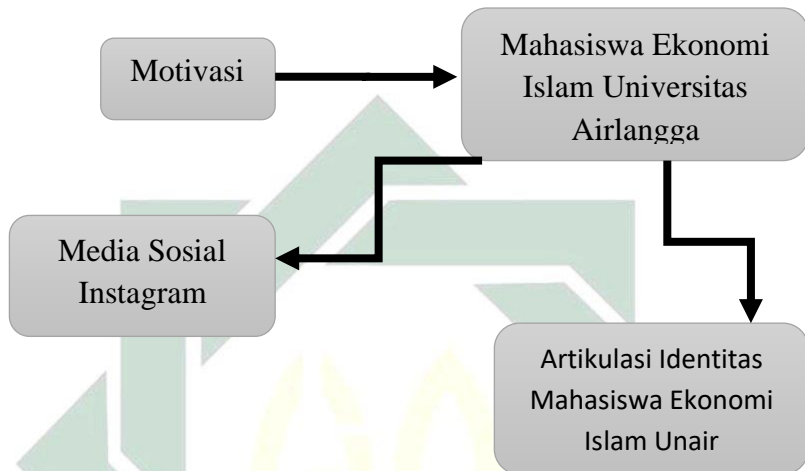 Motivasi
Mahasiswa Ekonomi
Islam Universitas
Airlangga
Media Sosial
Instagram
Artikulasi Identitas
Mahasiswa Ekonomi
Islam Unair